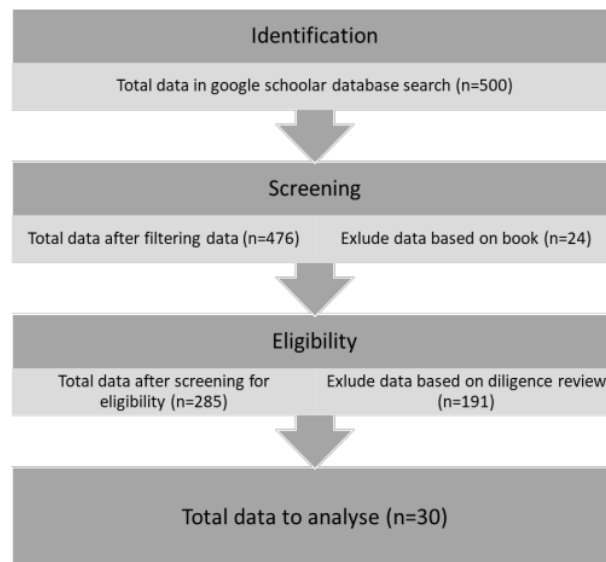 Identification
Total data in google schoolar database search (n=500)
Screening
Total data after filtering data (n=476)
Exlude data based on book (n=24)
Eligibility
Total data after screening for
eligibility (n=285)
Exlude data based on diligence review
(n=191)
Total data to analyse (n=30)